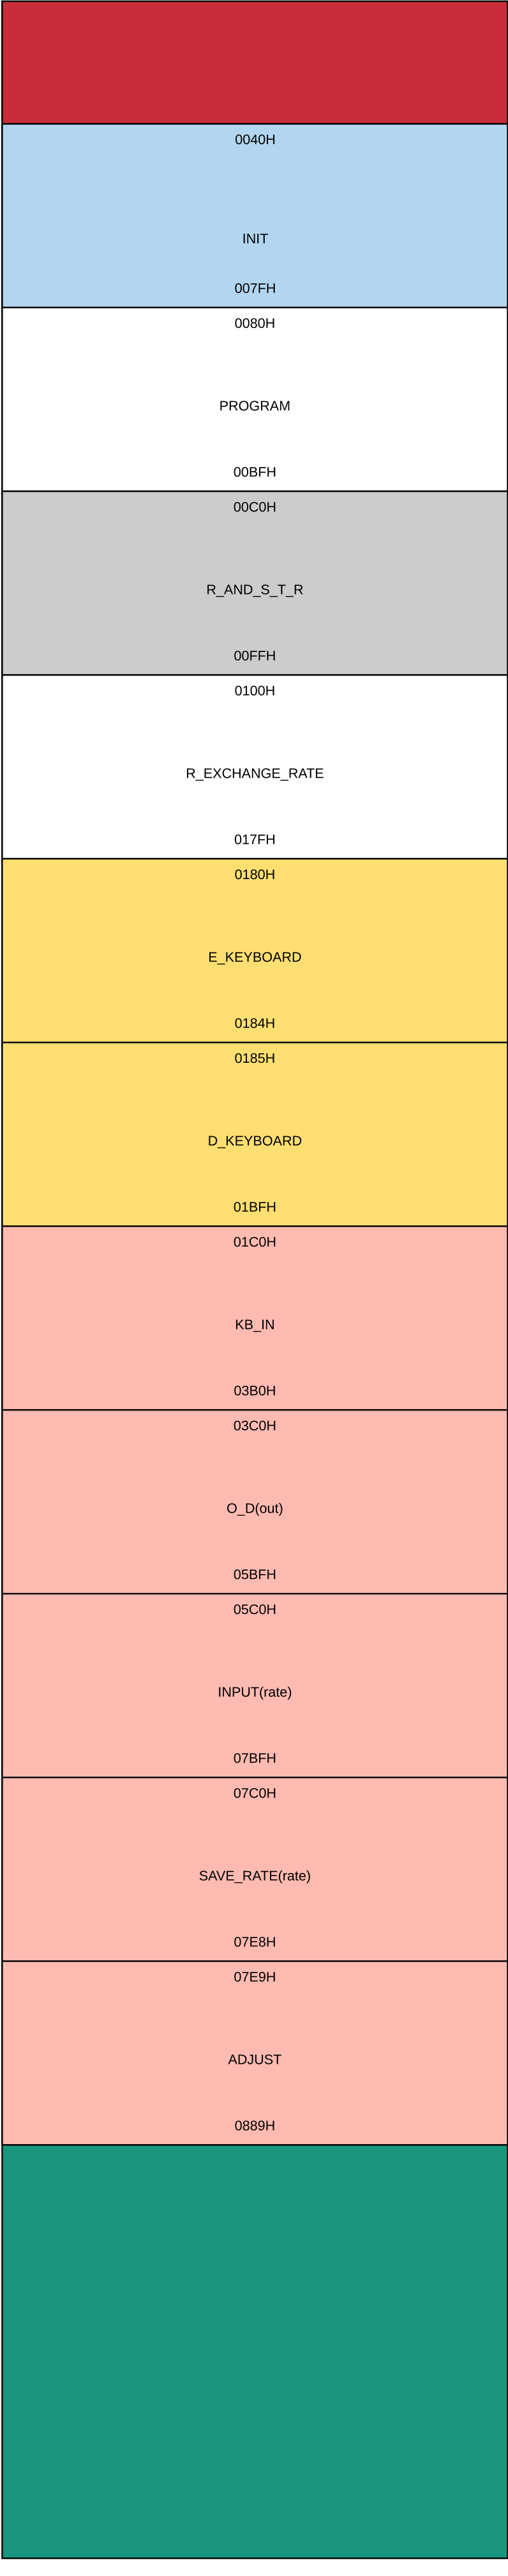 0040H
INIT
007FH
0080H
PROGRAM
00BFH
00C0H
R_AND_S_T_R
00FFH
0100H
R_EXCHANGE_RATE
017FH
0180H
E_KEYBOARD
0184H
0185H
D_KEYBOARD
01BFH
01C0H
KB_IN
03B0H
03C0H
O_D(out)
05BFH
05C0H
INPUT(rate)
07BFH
07C0H
SAVE_RATE(rate)
07E8H
07E9H
ADJUST
0889H